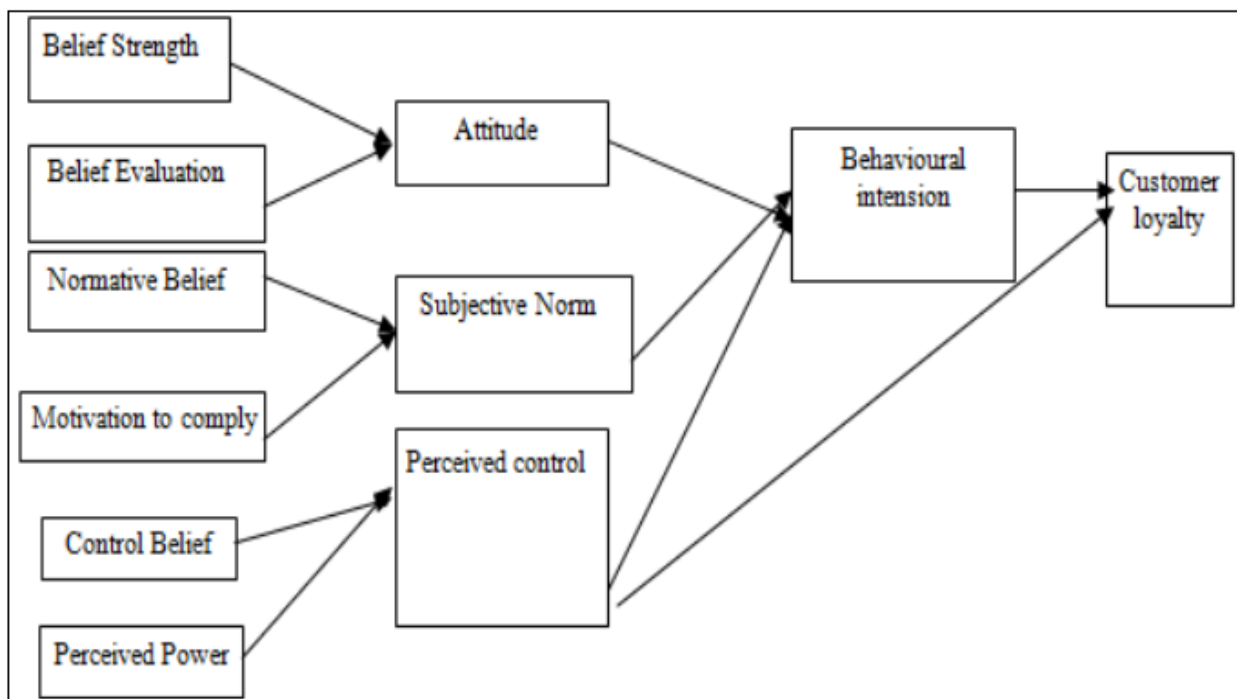 Belief Strength
Belief Evaluation
Normative Belief
Motivation to comply
Control Belief
Perceived Power
Attitude
Subjective Norm
Perceived control
Behavioural
intension
Customer
loyalty